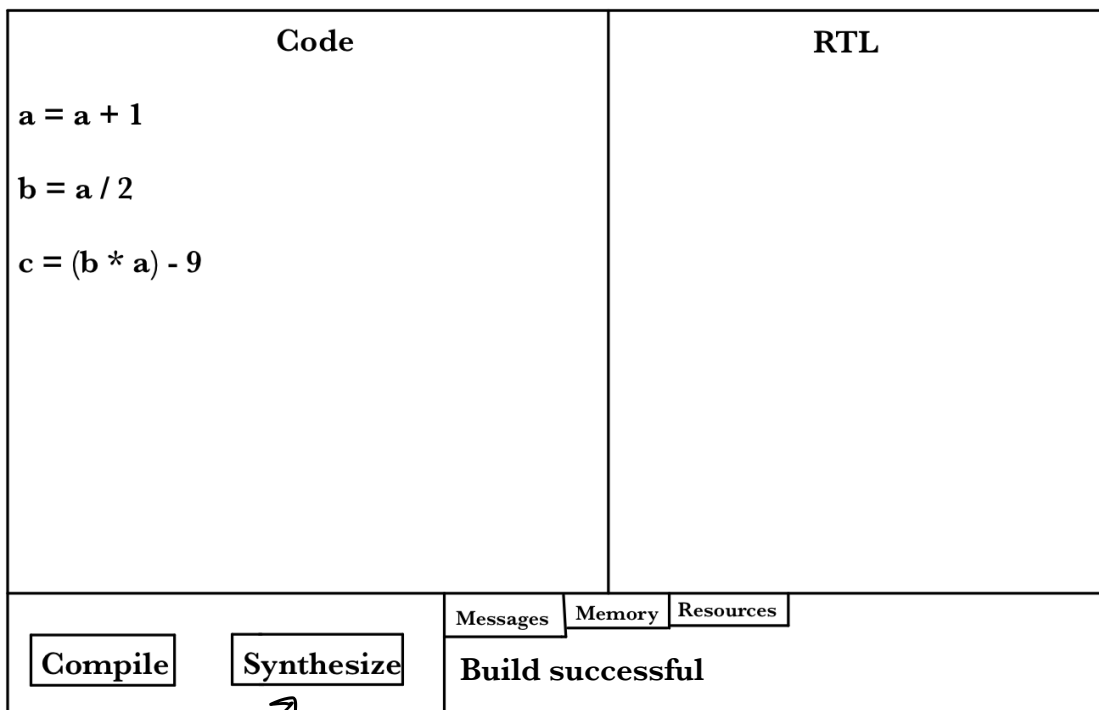 Code
a = a + 1
b = a / 2
c = (b * a) - 9
RTL
Compile
Synthesize
Messages
Memory
Resources
Build successful